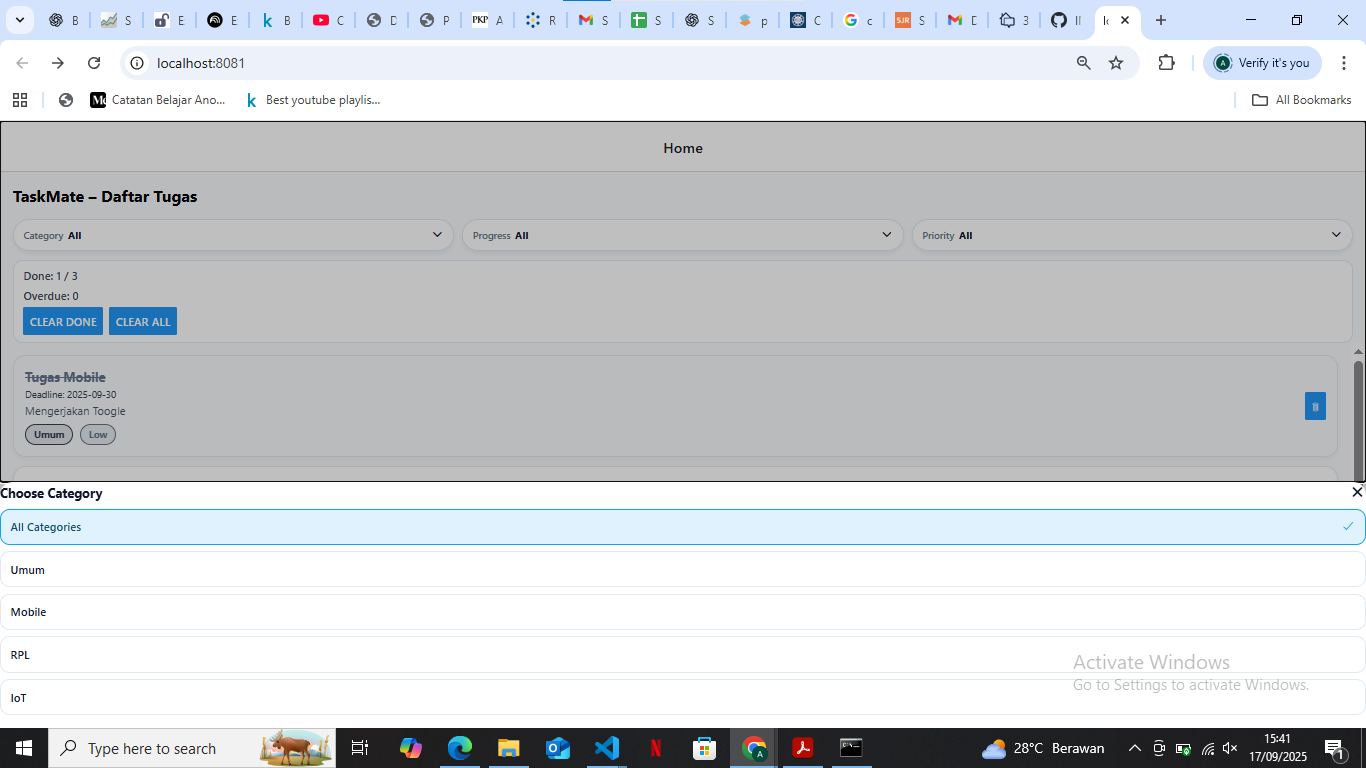 B
S
E
E
B
C
D
P
PKP A
R
S
S
S
p
C
c
SJR S
D
3
localhost:8081
Verify it's you
Catatan Belajar Ano...
Best youtube playlis...
All Bookmarks
Home
TaskMate – Daftar Tugas
Category All
Progress All
Priority All
Done: 1 / 3
Overdue: 0
CLEAR DONE
CLEAR ALL
Tugas Mobile
Deadline: 2025-09-30
Mengerjakan Toogle
Umum
Low
Choose Category
All Categories
Umum
Mobile
RPL
IoT
Activate Windows
Go to Settings to activate Windows.
Type here to search
28°C Berawan
15:41
17/09/2025
1